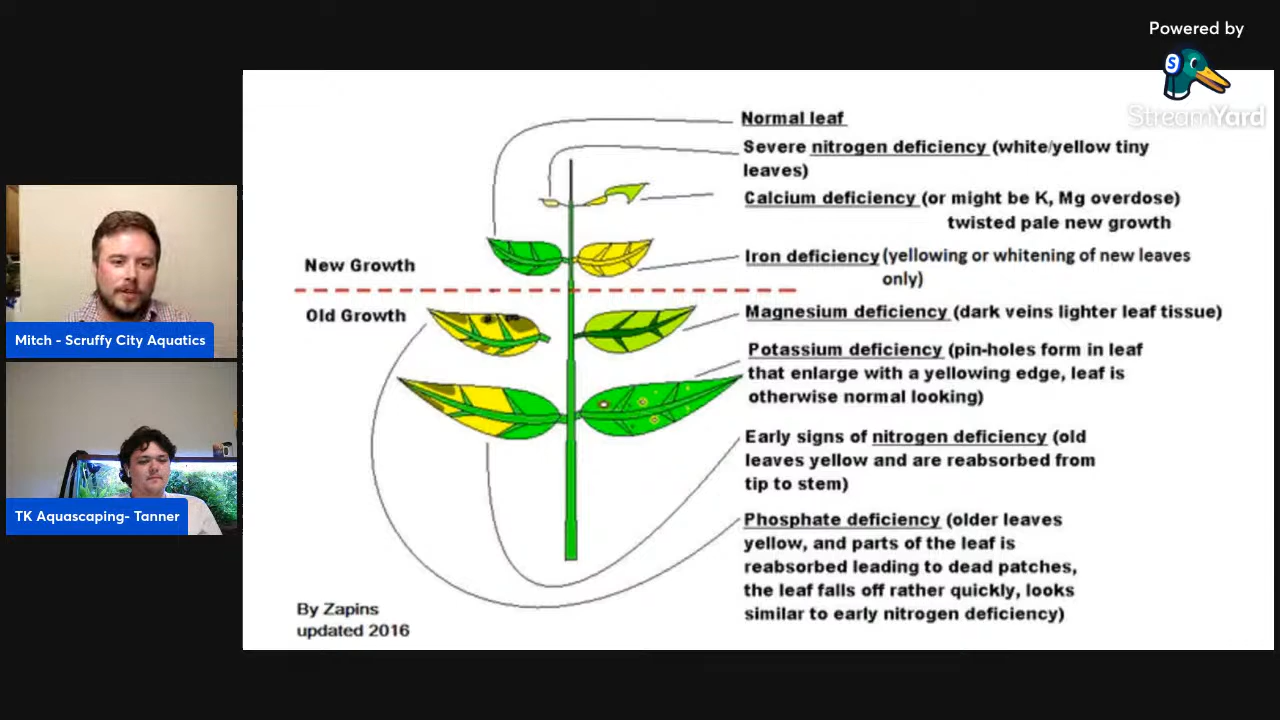 Powered by
StreamYard
Normal leaf
Severe nitrogen deficiency (white/yellow tiny
leaves)
Calcium deficiency (or might be K, Mg overdose)
twisted pale new growth
New Growth
Iron deficiency (yellowing or whitening of new leaves
only)
Old Growth
Magnesium deficiency (dark veins lighter leaf tissue)
Potassium deficiency (pin-holes form in leaf
that enlarge with a yellowing edge, leaf is
otherwise normal looking)
Early signs of nitrogen deficiency (old
leaves yellow and are reabsorbed from
tip to stem)
Phosphate deficiency (older leaves
yellow, and parts of the leaf is
reabsorbed leading to dead patches,
the leaf falls off rather quickly, looks
similar to early nitrogen deficiency)
By Zapins
updated 2016
Mitch - Scruffy City Aquatics
TK Aquascaping- Tanner